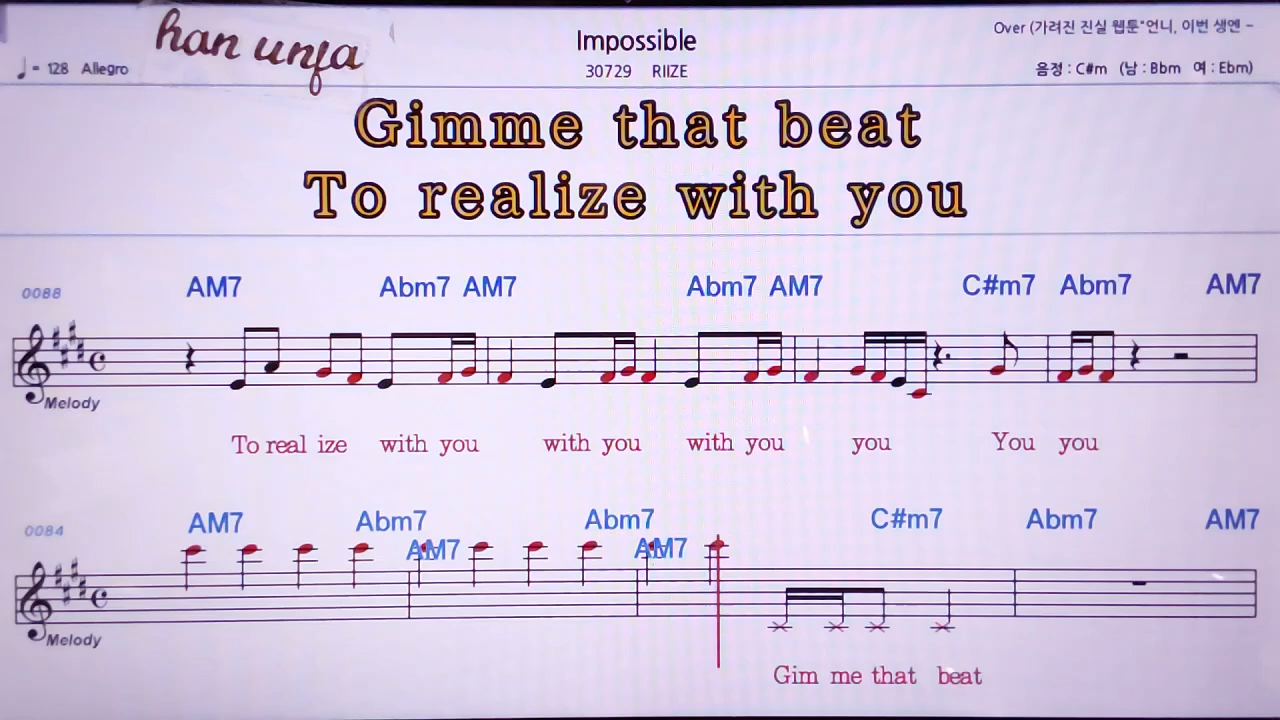 han unfa
Impossible
Over (가려진 진실 웹툰"언니, 이번 생엔 -
♩= 128 Allegro
30729 RIIZE
음정 : C#m (남 : Bbm 여 : Ebm)
Gimme that beat
To realize with you
0088 AM7 Abm7 AM7 Abm7 AM7 C#m7 Abm7 AM7
Melody
To real ize with you with you with you you You you
0084 AM7 Abm7 AM7 Abm7 AM7 C#m7 Abm7 AM7
Melody
Gim me that beat